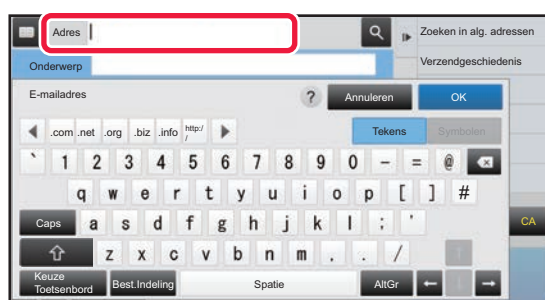 Adres
Zoeken in alg. adressen
Onderwerp
Verzendgeschiedenis
E-mailadres
? Annuleren OK
.com .net .org .biz .info http:/
/
Tekens Symbolen
` 1 2 3 4 5 6 7 8 9 0 - = @
q w e r t y u i o p [ ] #
Caps a s d f g h j k l ; '
CA
z x c v b n m . . /
Keuze
Toetsenbord Best.Indeling Spatie AltGr